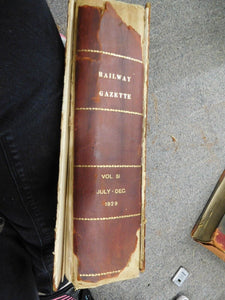 RAILWAY
GAZETTE
VOL 51
JULY - DEC
1929